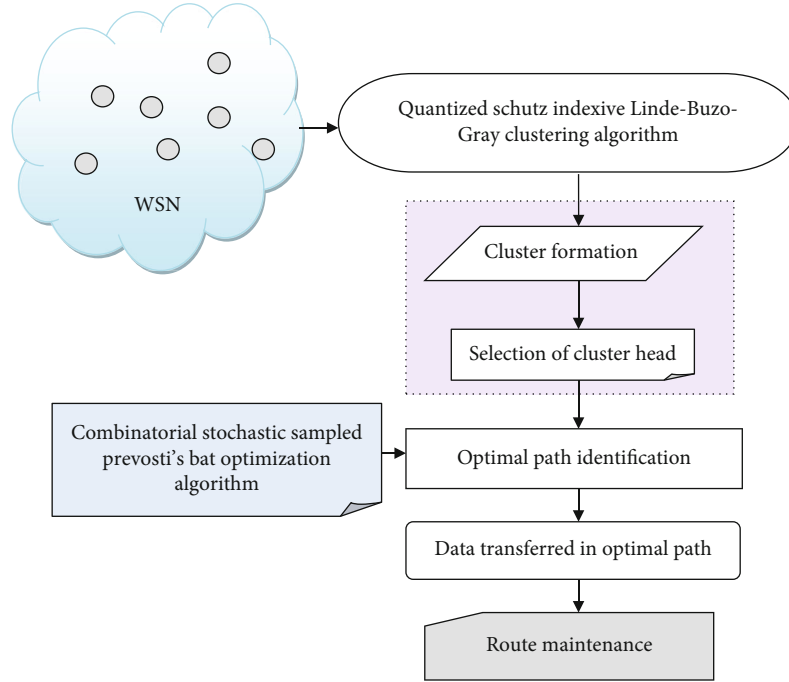 WSN
Quantized schutz indexive Linde-Buzo-
Gray clustering algorithm
Cluster formation
Selection of cluster head
Combinatorial stochastic sampled
prevosti's bat optimization
algorithm
Optimal path identification
Data transferred in optimal path
Route maintenance